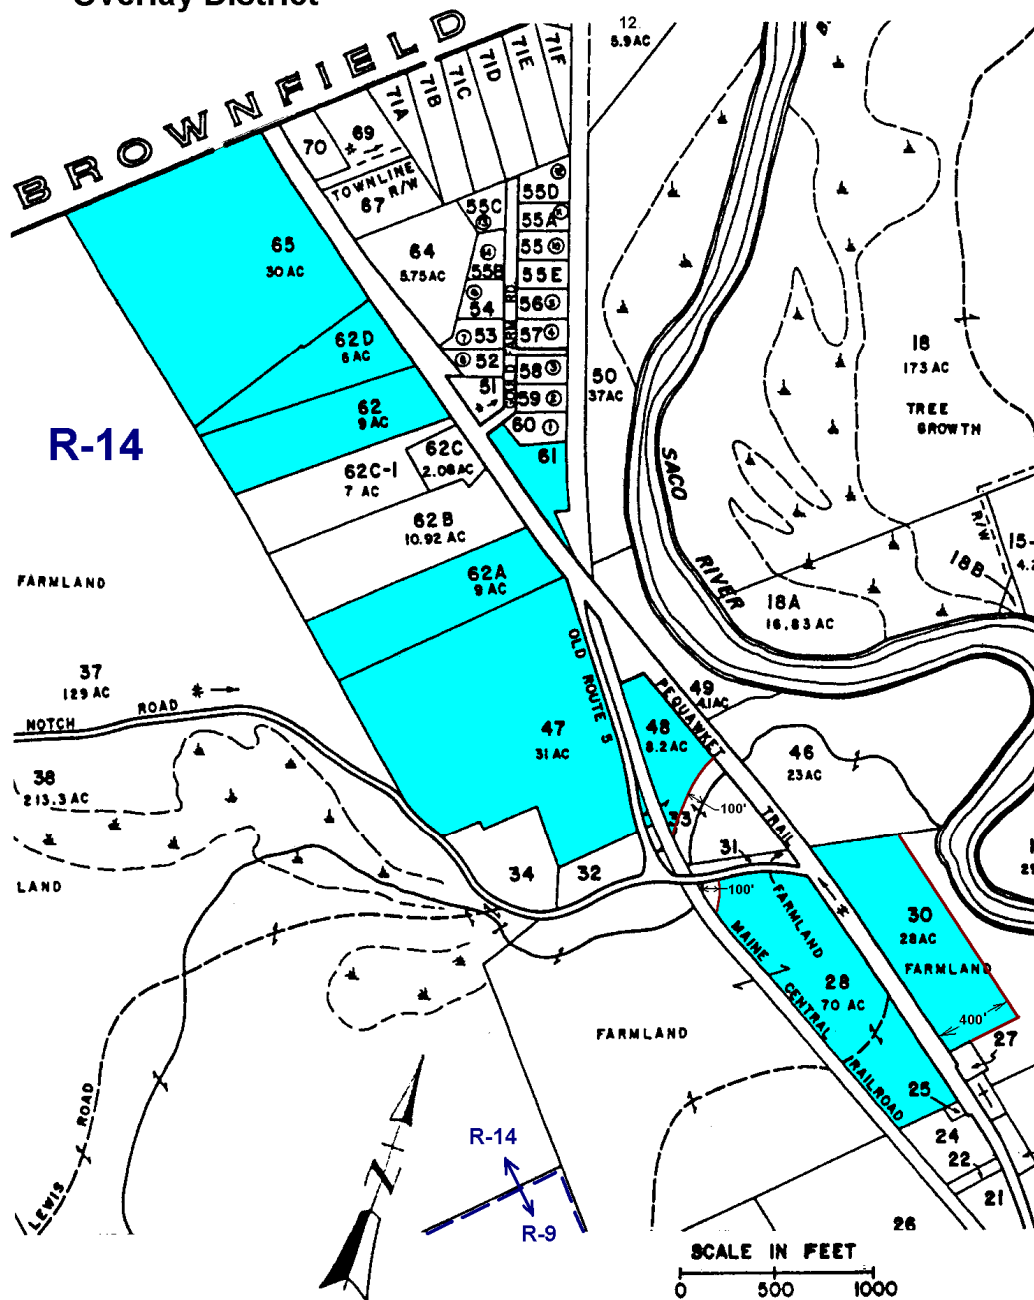 Overlay District
BROWNFIELD
12
5.9 AC
71F
71E
71D
71C
71B
71A
69
70
TOWNLINE
R/W
67
55C
55D
55A
55
55B
55E
54
56
53
57
52
58
51
59
60
GOULD FARM RD.
64
5.75 AC
65
30 AC
62D
6 AC
62
9 AC
R-14
62C
2.08 AC
62C-1
7 AC
62B
10.92 AC
62A
9 AC
61
50
37AC
18
173 AC
TREE
GROWTH
SACO
RIVER
R/W
15-
4.2
18B
18A
16.83 AC
FARMLAND
37
129 AC
NOTCH ROAD
38
213.3 AC
LAND
OLD ROUTE 5
47
31 AC
PEQUAWKET
TRAIL
49
48
8.2 AC
46
23 AC
33
100'
31
34
32
100'
FARMLAND
30
28 AC
FARMLAND
28
70 AC
400'
MAINE CENTRAL RAILROAD
FARMLAND
27
25
24
22
21
26
LEWIS ROAD
N
R-14
R-9
SCALE IN FEET
0 500 1000